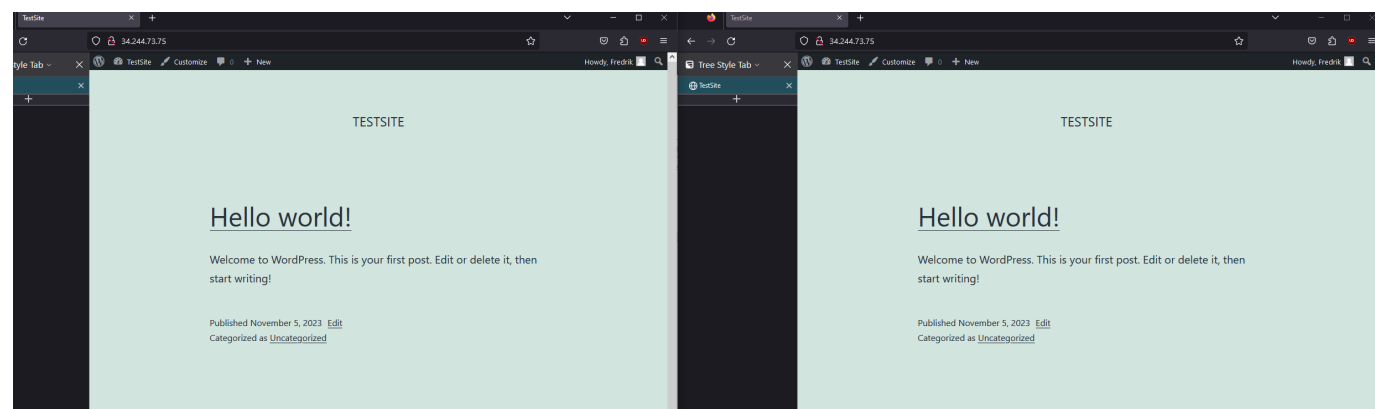 TestSite
34.244.73.75
tyle Tab
TestSite Customize 0 New Howdy, Fredrik
TESTSITE
Hello world!
Welcome to WordPress. This is your first post. Edit or delete it, then
start writing!
Published November 5, 2023 Edit
Categorized as Uncategorized
TestSite
34.244.73.75
Tree Style Tab
TestSite Customize 0 New Howdy, Fredrik
TestSite
TESTSITE
Hello world!
Welcome to WordPress. This is your first post. Edit or delete it, then
start writing!
Published November 5, 2023 Edit
Categorized as Uncategorized